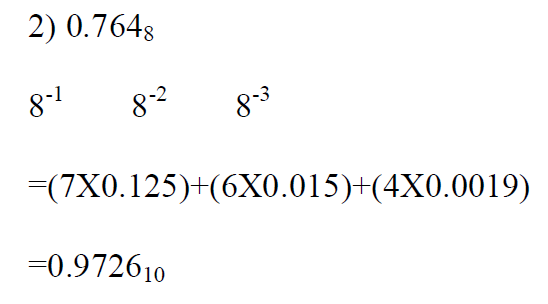 2) 0.764₈
8⁻¹ 8⁻² 8⁻³
=(7X0.125)+(6X0.015)+(4X0.0019)
=0.9726₁₀